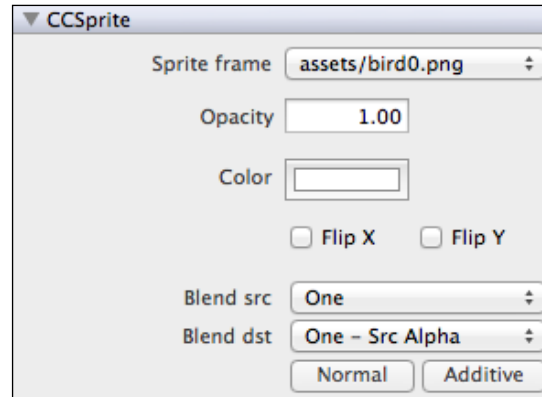 CCSprite
Sprite frame assets/bird0.png
Opacity 1.00
Color
Flip X Flip Y
Blend src One
Blend dst One - Src Alpha
Normal Additive